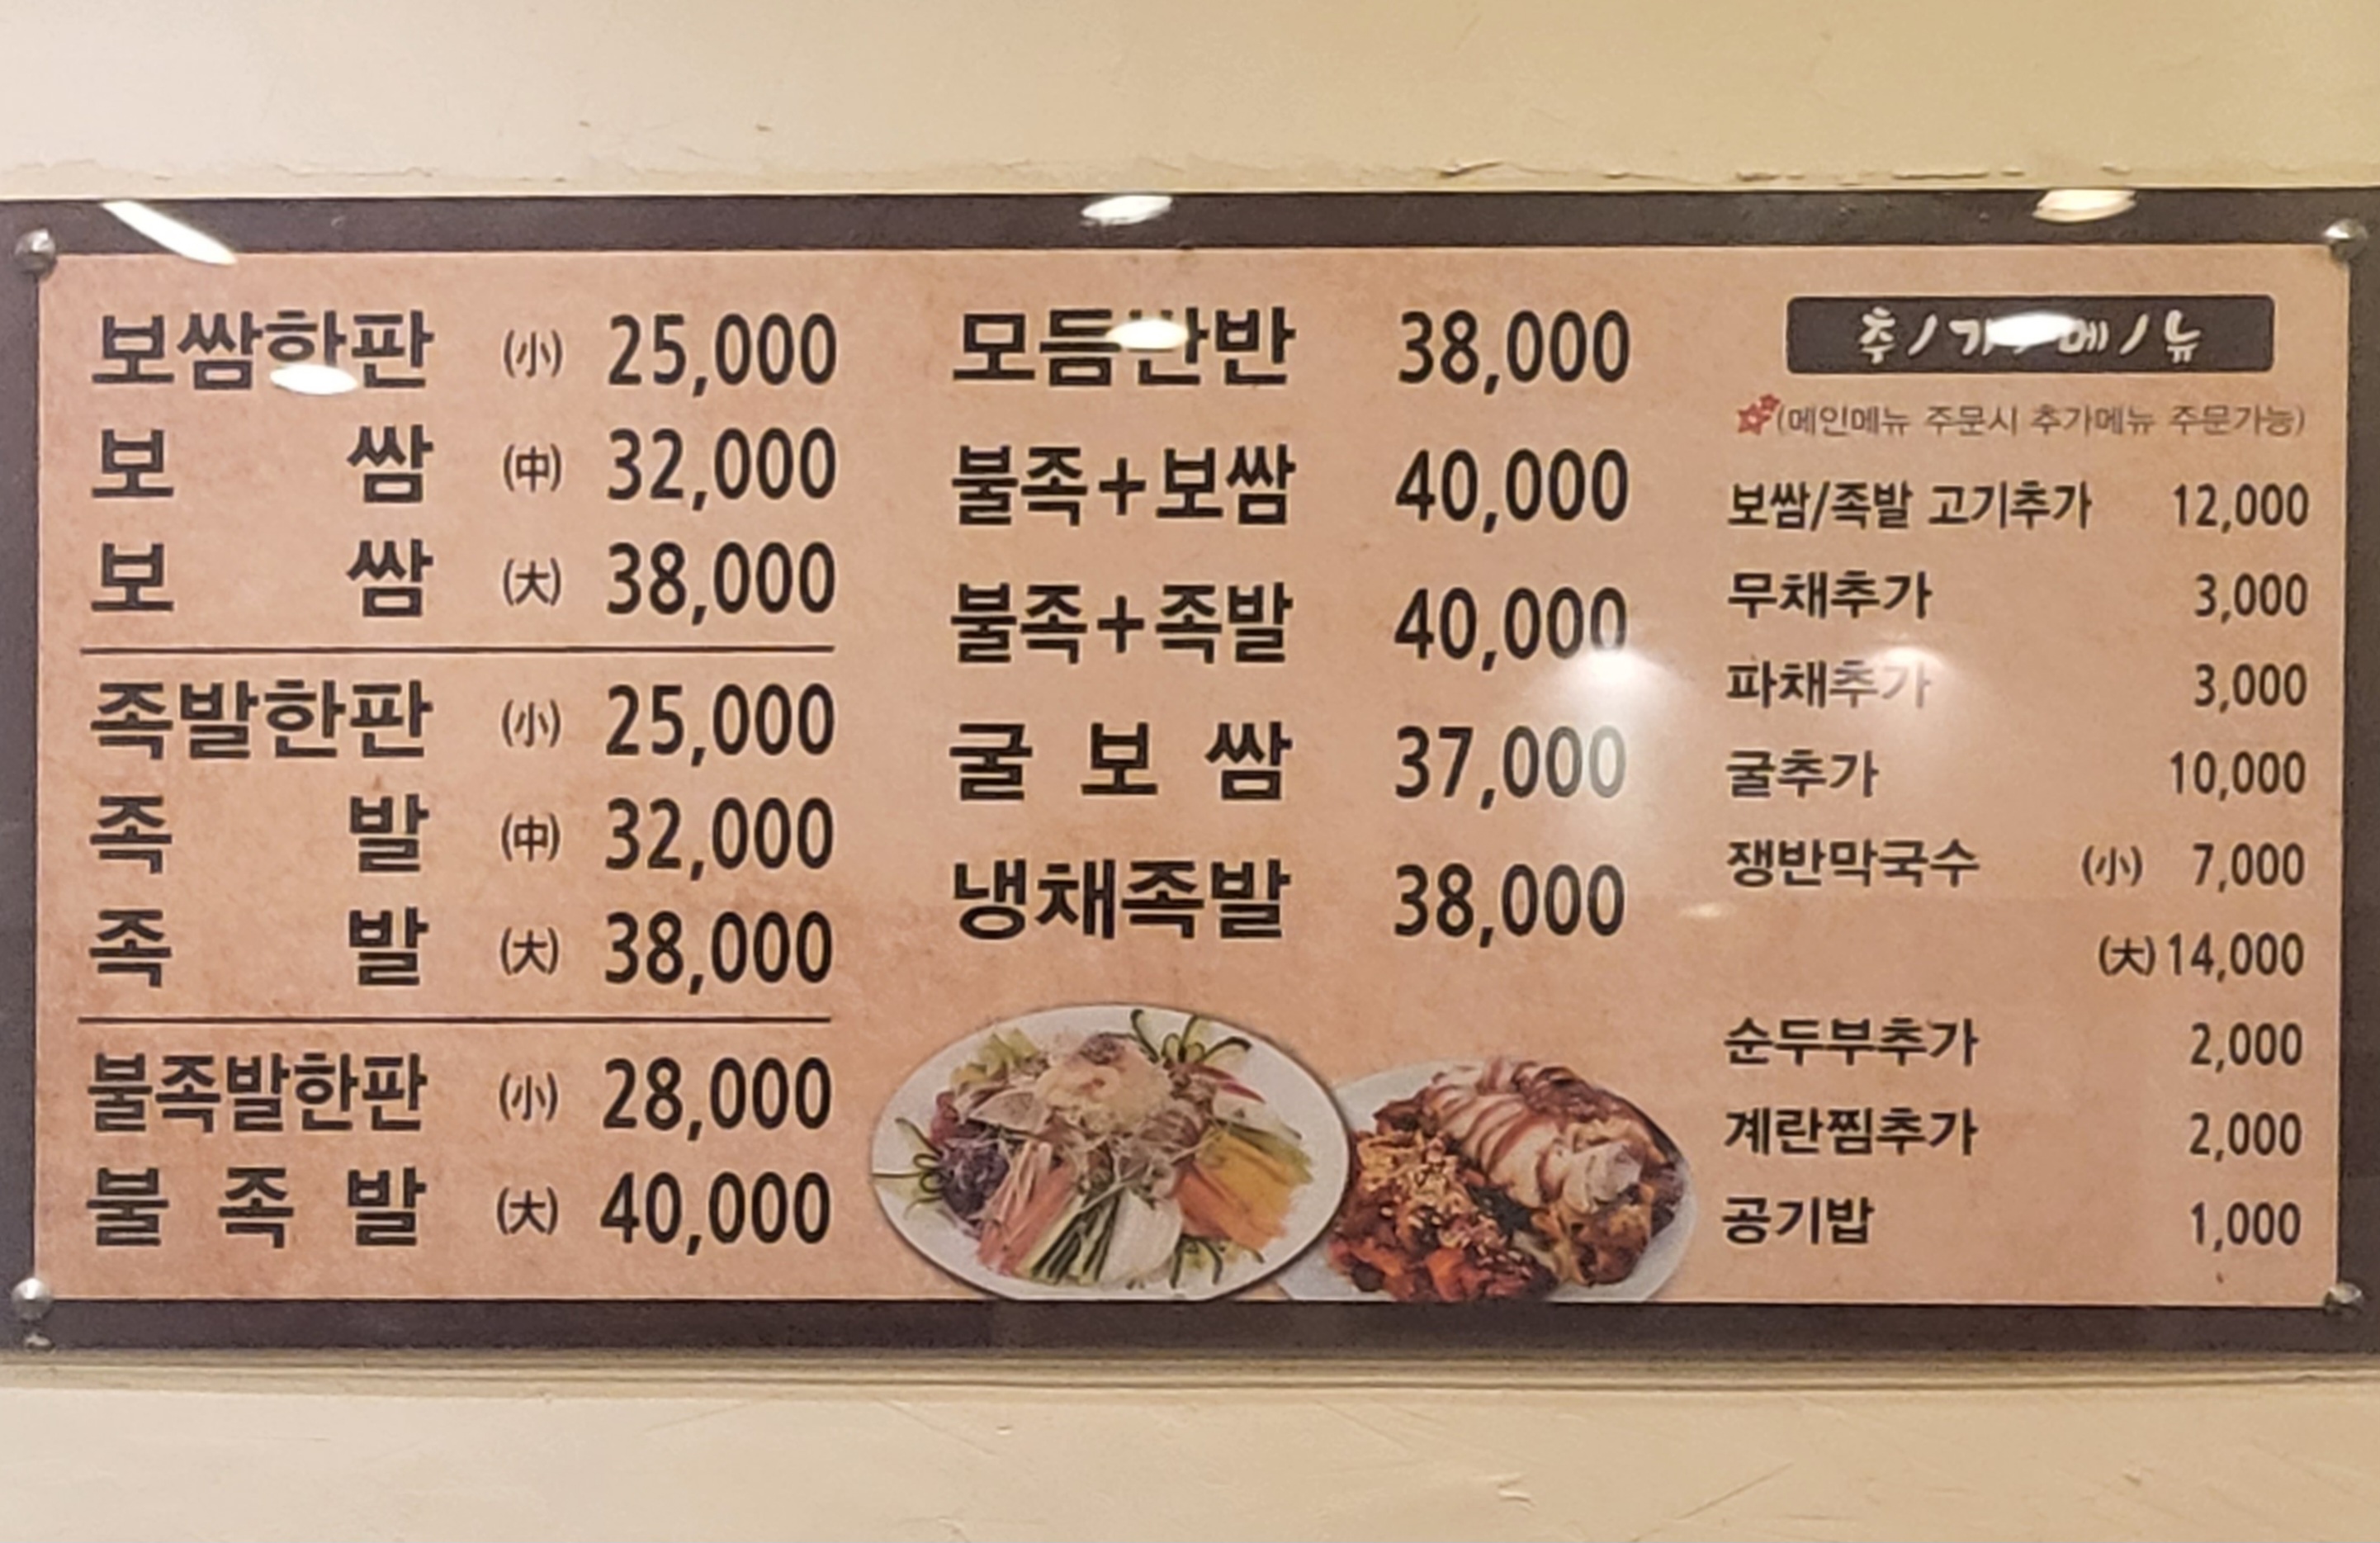 보쌈한판 (小) 25,000
보 쌈 (中) 32,000
보 쌈 (大) 38,000
족발한판 (小) 25,000
족 발 (中) 32,000
족 발 (大) 38,000
불족발한판 (小) 28,000
불 족 발 (大) 40,000
모듬반반 38,000
불족+보쌈 40,000
불족+족발 40,000
굴 보 쌈 37,000
냉채족발 38,000
추/가/메/뉴
(메인메뉴 주문시 추가메뉴 주문가능)
보쌈/족발 고기추가 12,000
무채추가 3,000
파채추가 3,000
굴추가 10,000
쟁반막국수 (小) 7,000
(大) 14,000
순두부추가 2,000
계란찜추가 2,000
공기밥 1,000